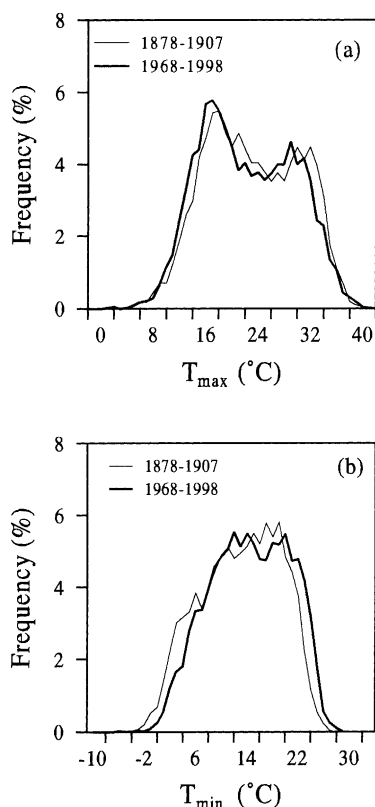 8
1878-1907
(a)
1968-1998
6
Frequency (%)
4
2
0
0 8 16 24 32 40
Tmax (˚C)
8
1878-1907
(b)
1968-1998
6
Frequency (%)
4
2
0
-10 -2 6 14 22 30
Tmin (˚C)